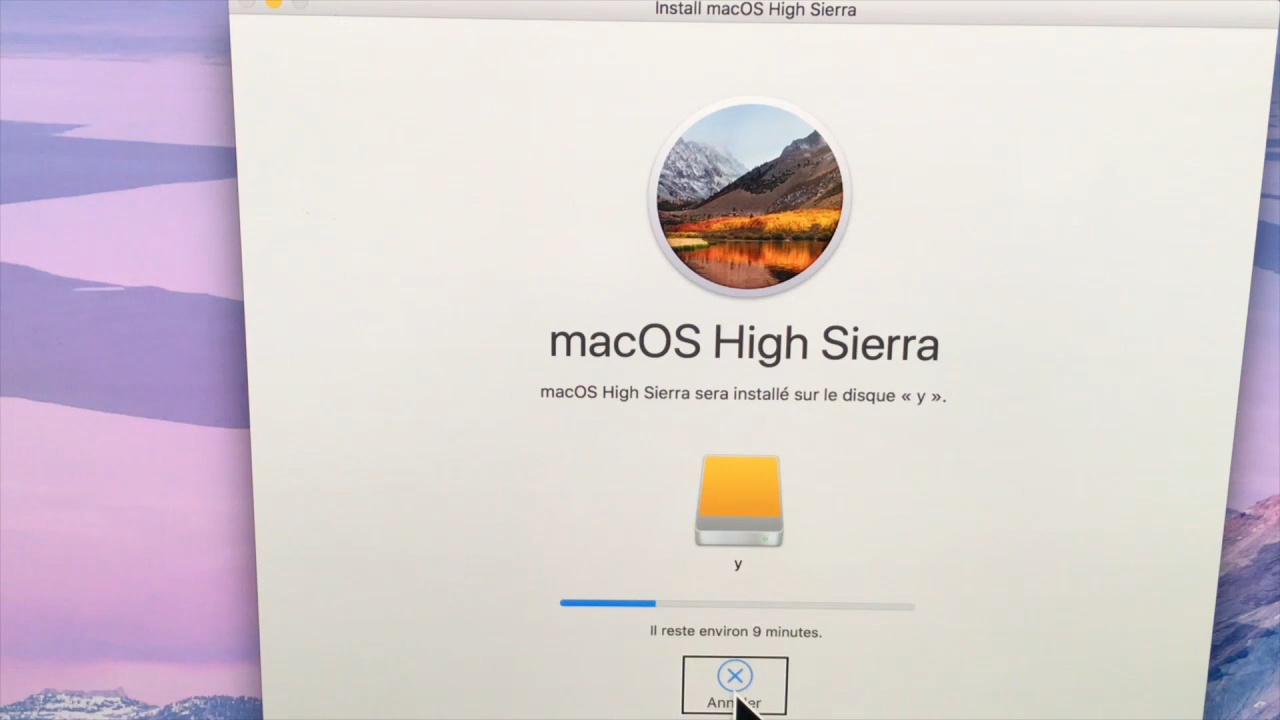 Install macOS High Sierra
macOS High Sierra
macOS High Sierra sera installé sur le disque « y ».
y
Il reste environ 9 minutes.
Annuler